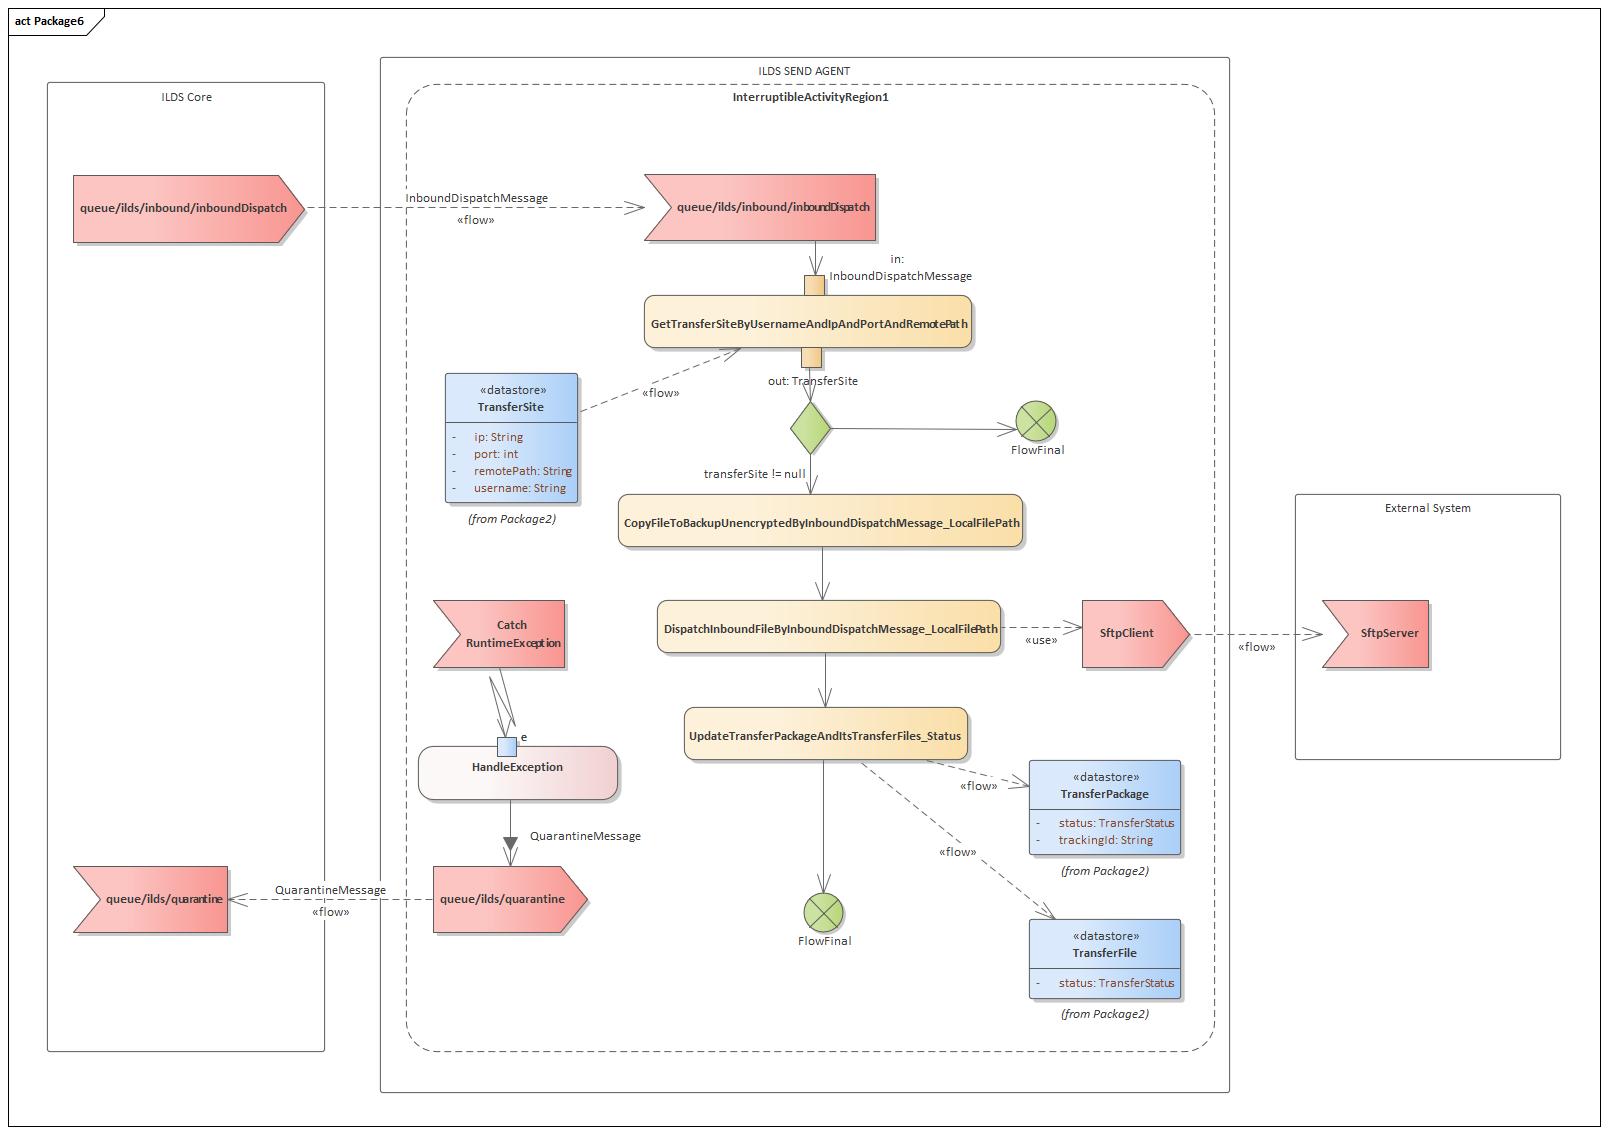 act Package6
ILDS SEND AGENT
ILDS Core
InterruptibleActivityRegion1
queue/ilds/inbound/inboundDispatch
InboundDispatchMessage
«flow»
queue/ilds/inbound/inboundDispatch
in:
InboundDispatchMessage
GetTransferSiteByUsernameAndIpAndPortAndRemotePath
out: TransferSite
«flow»
«datastore»
TransferSite
- ip: String
- port: int
- remotePath: String
- username: String
(from Package2)
FlowFinal
transferSite != null
CopyFileToBackupUnencryptedByInboundDispatchMessage_LocalFilePath
External System
Catch
RuntimeException
DispatchInboundFileByInboundDispatchMessage_LocalFilePath
«use»
SftpClient
«flow»
SftpServer
UpdateTransferPackageAndItsTransferFiles_Status
e
HandleException
«flow»
«datastore»
TransferPackage
- status: TransferStatus
- trackingId: String
(from Package2)
QuarantineMessage
«flow»
queue/ilds/quarantine
QuarantineMessage
«flow»
queue/ilds/quarantine
FlowFinal
«datastore»
TransferFile
- status: TransferStatus
(from Package2)